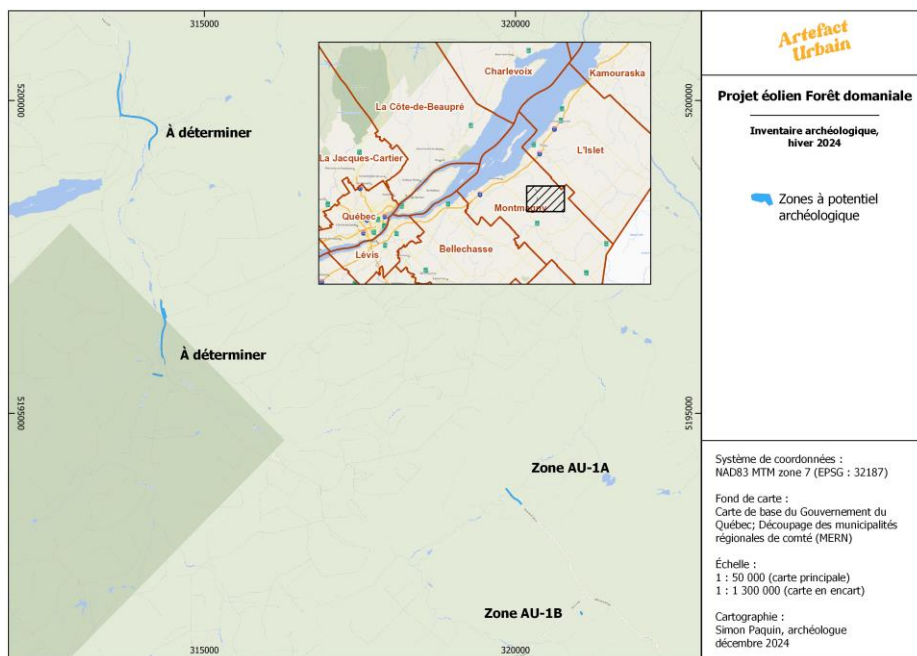 315000
320000
5200000
5200000
À déterminer
Charlevoix
Kamouraska
La Côte-de-Beaupré
L'Islet
La Jacques-Cartier
Montmagny
Québec
Bellechasse
Lévis
À déterminer
5195000
5195000
Zone AU-1A
Zone AU-1B
315000
320000
Artefact
Urbain
Projet éolien Forêt domaniale
Inventaire archéologique,
hiver 2024
Zones à potentiel
archéologique
Système de coordonnées :
NAD83 MTM zone 7 (EPSG : 32187)
Fond de carte :
Carte de base du Gouvernement du
Québec; Découpage des municipalités
régionales de comté (MERN)
Échelle :
1 : 50 000 (carte principale)
1 : 1 300 000 (carte en encart)
Cartographie :
Simon Paquin, archéologue
décembre 2024